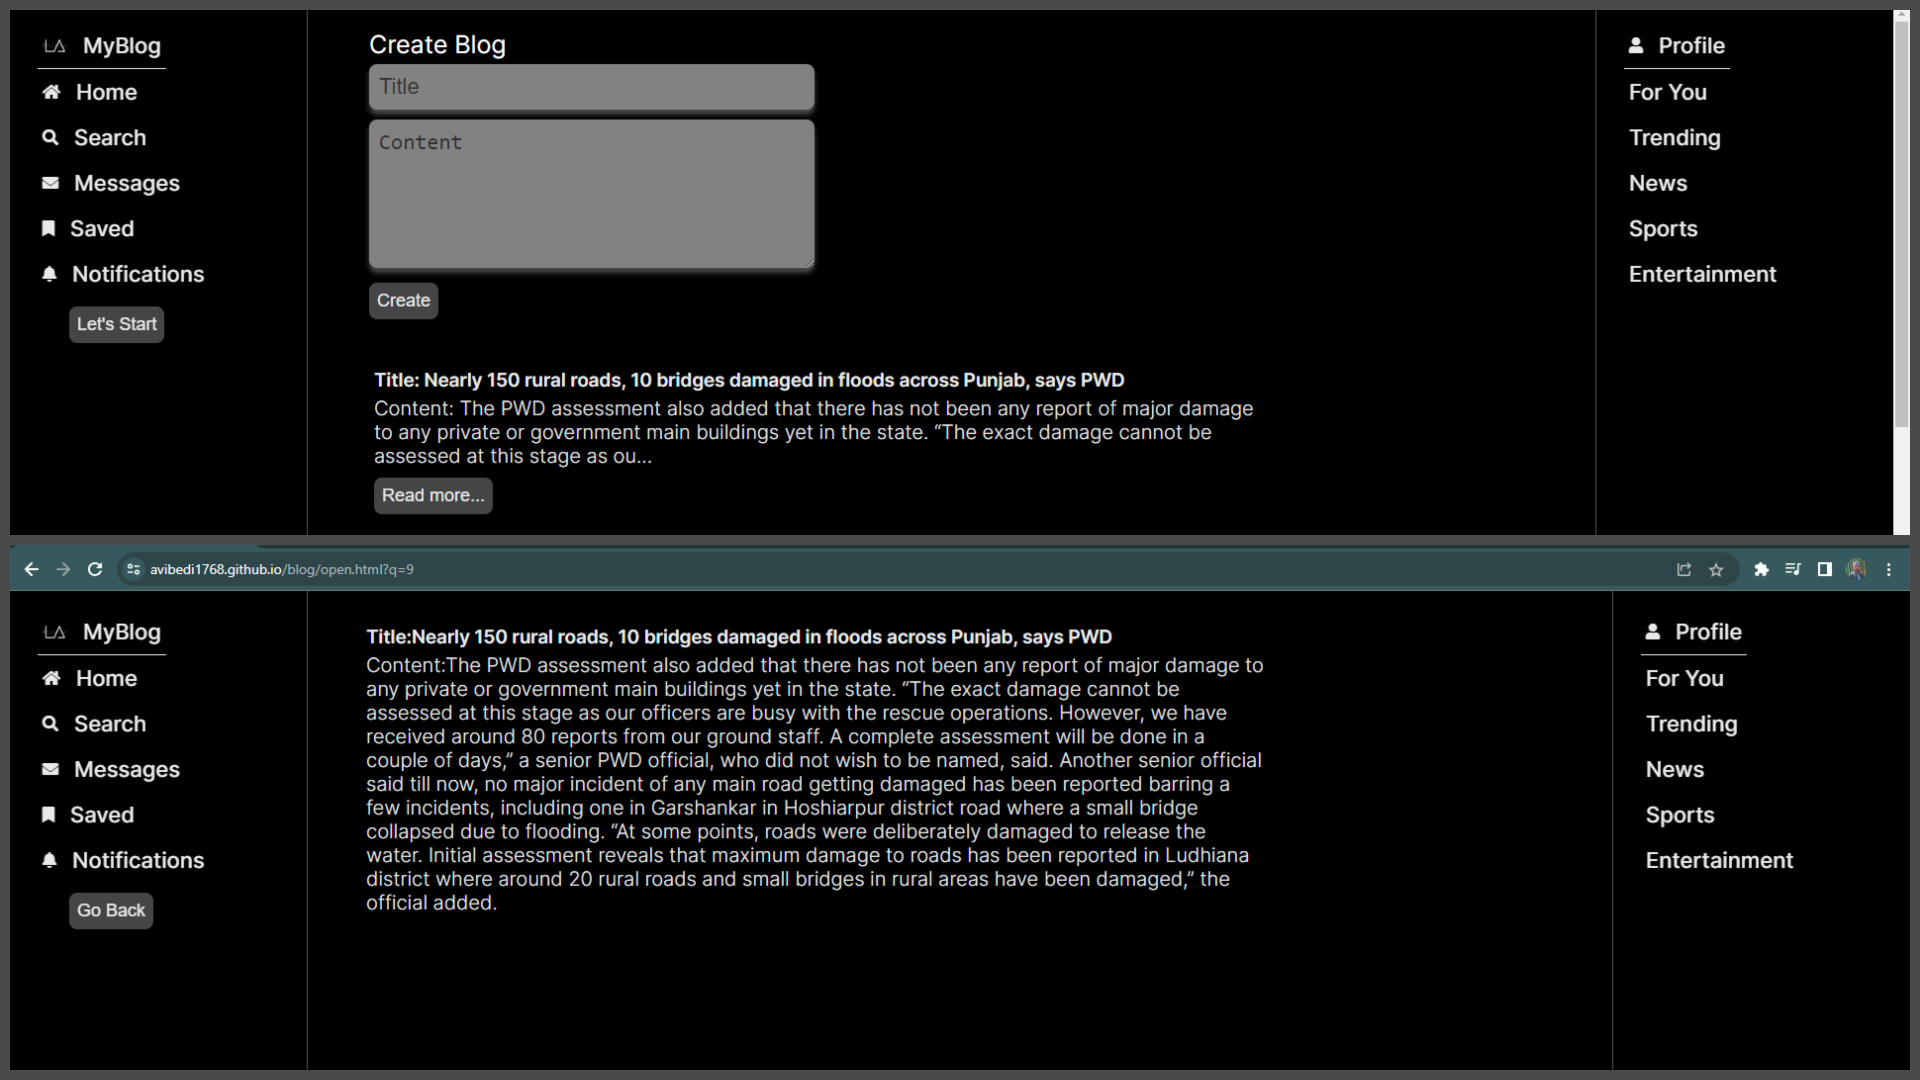 LA MyBlog
Home
Search
Messages
Saved
Notifications
Let's Start
Create Blog
Title
Content
Create
Title: Nearly 150 rural roads, 10 bridges damaged in floods across Punjab, says PWD
Content: The PWD assessment also added that there has not been any report of major damage
to any private or government main buildings yet in the state. “The exact damage cannot be
assessed at this stage as ou...
Read more...
Profile
For You
Trending
News
Sports
Entertainment
avibedi1768.github.io/blog/open.html?q=9
LA MyBlog
Home
Search
Messages
Saved
Notifications
Go Back
Title:Nearly 150 rural roads, 10 bridges damaged in floods across Punjab, says PWD
Content:The PWD assessment also added that there has not been any report of major damage to
any private or government main buildings yet in the state. “The exact damage cannot be
assessed at this stage as our officers are busy with the rescue operations. However, we have
received around 80 reports from our ground staff. A complete assessment will be done in a
couple of days,” a senior PWD official, who did not wish to be named, said. Another senior official
said till now, no major incident of any main road getting damaged has been reported barring a
few incidents, including one in Garshankar in Hoshiarpur district road where a small bridge
collapsed due to flooding. “At some points, roads were deliberately damaged to release the
water. Initial assessment reveals that maximum damage to roads has been reported in Ludhiana
district where around 20 rural roads and small bridges in rural areas have been damaged,” the
official added.
Profile
For You
Trending
News
Sports
Entertainment